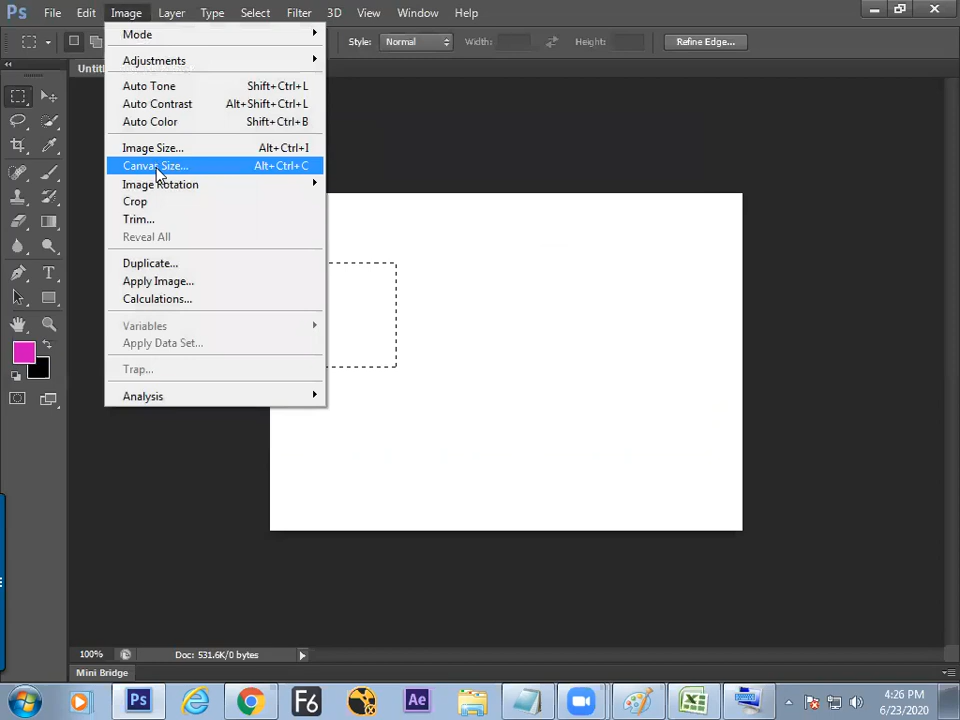 Ps File Edit Image Layer Type Select Filter 3D View Window Help
Style: Normal Width: Height: Refine Edge...
Mode
Adjustments
Auto Tone Shift+Ctrl+L
Auto Contrast Alt+Shift+Ctrl+L
Auto Color Shift+Ctrl+B
Image Size... Alt+Ctrl+I
Canvas Size... Alt+Ctrl+C
Image Rotation
Crop
Trim...
Reveal All
Duplicate...
Apply Image...
Calculations...
Variables
Apply Data Set...
Trap...
Analysis
100% Doc: 531.6K/0 bytes
Mini Bridge
Ps F6 Ae 4:26 PM
6/23/2020